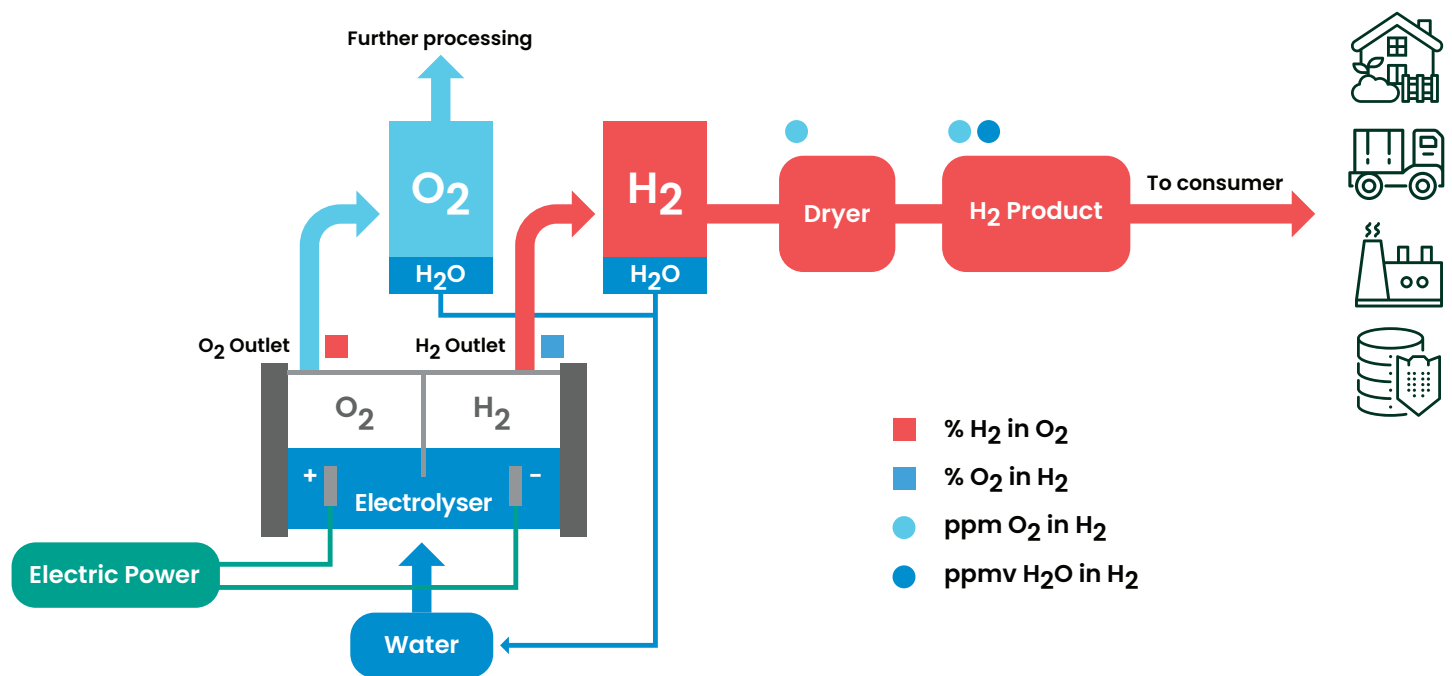 Further processing
O2
H2O
H2
H2O
Dryer
H2 Product
To consumer
O2 Outlet
H2 Outlet
O2
H2
+
−
Electrolyser
Electric Power
Water
% H2 in O2
% O2 in H2
ppm O2 in H2
ppmv H2O in H2